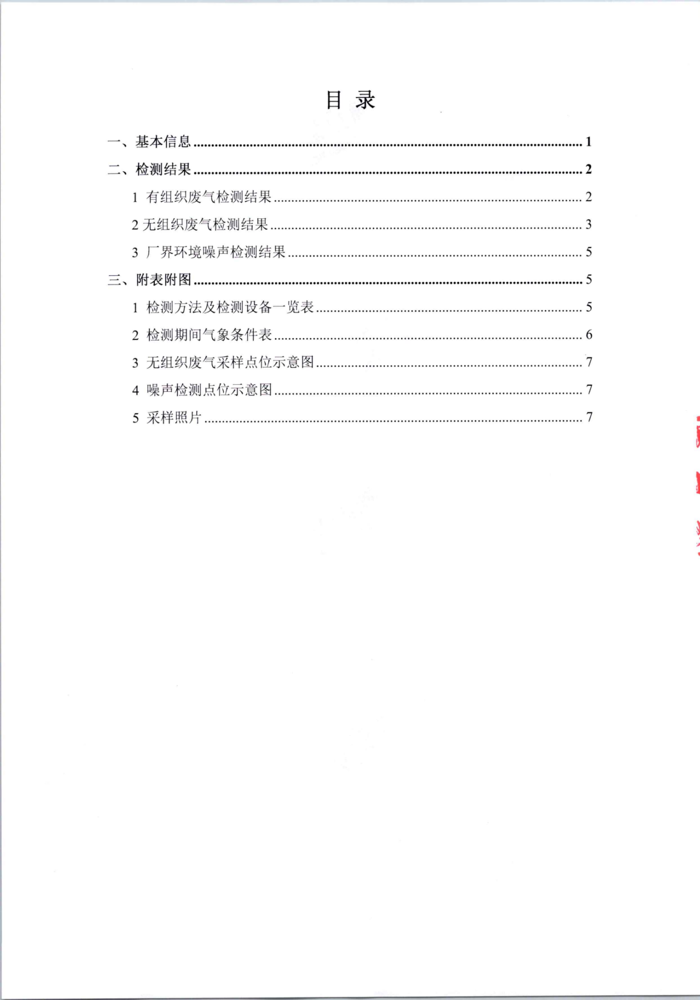 目 录
一、基本信息........................................ 1
二、检测结果........................................ 2
1 有组织废气检测结果........................................ 2
2无组织废气检测结果........................................ 3
3 厂界环境噪声检测结果........................................ 5
三、附表附图........................................ 5
1 检测方法及检测设备一览表........................................ 5
2 检测期间气象条件表........................................ 6
3 无组织废气采样点位示意图........................................ 7
4 噪声检测点位示意图........................................ 7
5 采样照片........................................ 7